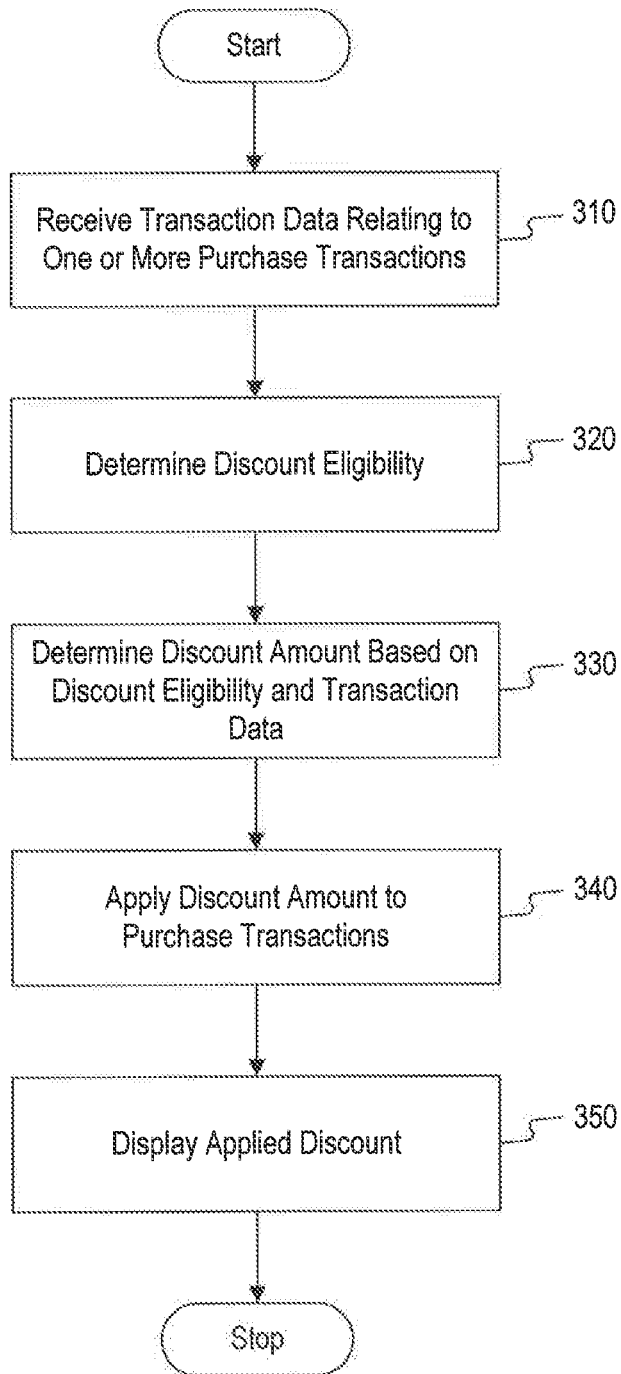 Start
Receive Transaction Data Relating to
One or More Purchase Transactions
310
Determine Discount Eligibility
320
Determine Discount Amount Based on
Discount Eligibility and Transaction
Data
330
Apply Discount Amount to
Purchase Transactions
340
Display Applied Discount
350
Stop